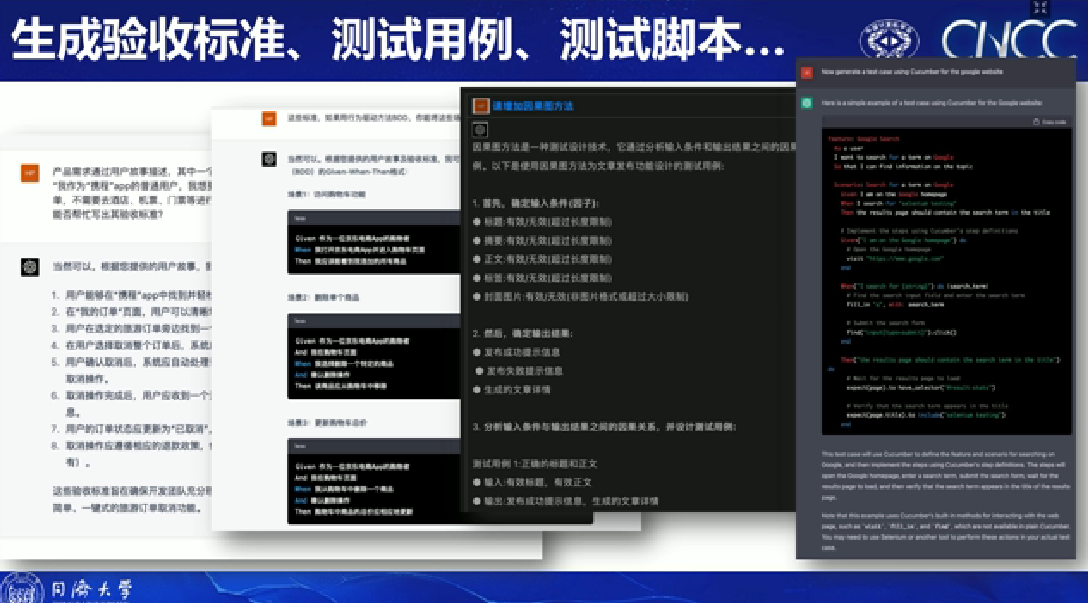 生成验收标准、测试用例、测试脚本...
CNCC
产品需求通过用户故事描述，其中一个
"我作为"携程"app的普通用户，我想
单，不需要去酒店、机票、门票等进行
能否帮忙写出其验收标准？
当然可以。根据您提供的用户故事，
1. 用户能够在"携程"app中找到并轻
2. 在"我的订单"页面，用户可以清晰
3. 用户在选定的旅游订单旁边找到一个
4. 在用户选择取消整个订单后，系统
5. 用户确认取消后，系统应自动处理
取消操作。
6. 取消操作完成后，用户应收到一个
息。
7. 用户的订单状态应更新为"已取消"，
8. 取消操作应遵循相应的退款政策，
有）。
这些验收标准旨在确保开发团队充分
简单、一键式的旅游订单取消功能。
这些标准，如果用行为驱动方法BDD，你能将这些场
当然可以。根据您提供的用户故事及验收标准，我可
（BDD）的Given-When-Then格式：
场景1：访问购物车功能
Given 作为一位京东电商App的购物者
When 我打开京东电商App并进入购物车页面
Then 我应该能看到我添加的所有商品
场景2：删除单个商品
Given 作为一位京东电商App的购物者
And 我在购物车页面
When 我选择删除一个特定的商品
And 确认删除操作
Then 该商品应从购物车中移除
场景3：更新购物车总价
Given 作为一位京东电商App的购物者
And 我在购物车页面
When 我从购物车中删除一个商品
And 确认删除操作
Then 购物车中商品的总价应相应地更新
请增加因果图方法
因果图方法是一种测试设计技术，它通过分析输入条件和输出结果之间的因果
例。以下是使用因果图方法为文章发布功能设计的测试用例：
1. 首先，确定输入条件(因子)：
● 标题：有效/无效(超过长度限制)
● 摘要：有效/无效(超过长度限制)
● 正文：有效/无效(超过长度限制)
● 标签：有效/无效(超过长度限制)
● 封面图片：有效/无效(非图片格式或超过大小限制)
2. 然后，确定输出结果：
● 发布成功提示信息
● 发布失败提示信息
● 生成的文章详情
3. 分析输入条件与输出结果之间的因果关系，并设计测试用例：
测试用例 1:正确的标题和正文
● 输入：有效标题，有效正文
● 输出：发布成功提示信息，生成的文章详情
Now generate a test case using Cucumber for the google website
Here is a simple example of a test case using Cucumber for the Google website:
Copy code
Feature: Google Search
As a user
I want to search for a term on Google
So that I can find information on the topic
Scenario: Search for a term on Google
Given I am on the Google homepage
When I search for "selenium testing"
Then the results page should contain the search term in the title
# Implement the steps using Cucumber's step definitions
Given("I am on the Google homepage") do
# Open the Google homepage
visit "https://www.google.com"
end
When("I search for {string}") do |search_term|
# Find the search input field and enter the search term
fill_in "q", with: search_term
# Submit the search form
find("input[type=submit]").click()
end
Then("the results page should contain the search term in the title")
do
# Wait for the results page to load
expect(page).to have_selector("#result-stats")
# Verify that the search term appears in the title
expect(page.title).to include("selenium testing")
end
This test case will use Cucumber to define the feature and scenario for searching on
Google, and then implement the steps using Cucumber's step definitions. The steps will
open the Google homepage, enter a search term, submit the search form, wait for the
results page to load, and then verify that the search term appears in the title of the results
page.
Note that this example uses Cucumber's built-in methods for interacting with the web
page, such as 'visit', 'fill_in', and 'find', which are not available in plain Cucumber.
You may need to use Selenium or another tool to perform these actions in your actual test
case.
同济大学